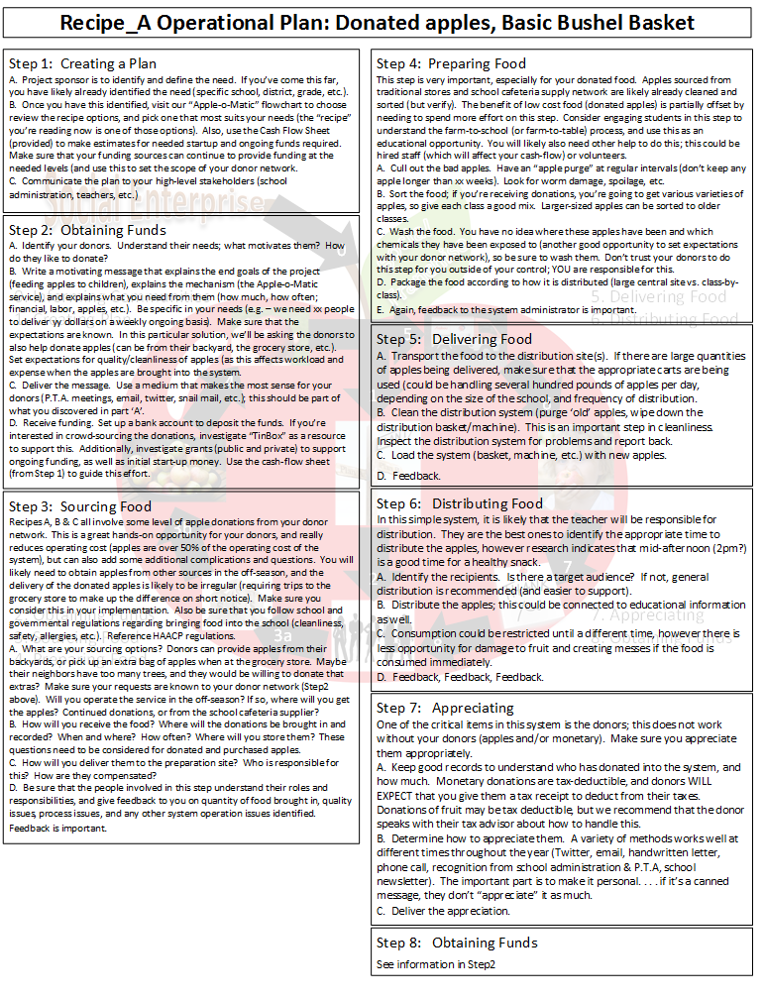 Recipe_A Operational Plan: Donated apples, Basic Bushel Basket
Step 1: Creating a Plan
A. Project sponsor is to identify and define the need. If you've come this far,
you have likely already identified the need (specific school, district, grade, etc.).
B. Once you have this identified, visit our "Apple-o-Matic" flowchart to choose
review the recipe options, and pick one that most suits your needs (the "recipe"
you're reading now is one of those options). Also, use the Cash Flow Sheet
(provided) to make estimates for needed startup and ongoing funds required.
Make sure that your funding sources can continue to provide funding at the
needed levels (and use this to set the scope of your donor network).
C. Communicate the plan to your high-level stakeholders (school
administration, teachers, etc.)
Social Enterprise
Step 2: Obtaining Funds
A. Identify your donors. Understand their needs; what motivates them? How
do they like to donate?
B. Write a motivating message that explains the end goals of the project
(feeding apples to children), explains the mechanism (the Apple-o-Matic
service), and explains what you need from them (how much, how often;
financial, labor, apples, etc.). Be specific in your needs (e.g. – we need xx people
to deliver yy dollars on a weekly ongoing basis). Make sure that the
expectations are known. In this particular solution, we'll be asking the donors to
also help donate apples (can be from their backyard, the grocery store, etc.).
Set expectations for quality/cleanliness of apples (as this affects workload and
expense when the apples are brought into the system.
C. Deliver the message. Use a medium that makes the most sense for your
donors (P.T.A. meetings, email, twitter, snail mail, etc.); this should be part of
what you discovered in part 'A'.
D. Receive funding. Set up a bank account to deposit the funds. If you're
interested in crowd-sourcing the donations, investigate "TinBox" as a resource
to support this. Additionally, investigate grants (public and private) to support
ongoing funding, as well as initial start-up money. Use the cash-flow sheet
(from Step 1) to guide this effort.
Step 3: Sourcing Food
Recipes A, B & C all involve some level of apple donations from your donor
network. This is a great hands-on opportunity for your donors, and really
reduces operating cost (apples are over 50% of the operating cost of the
system), but can also add some additional complications and questions. You will
likely need to obtain apples from other sources in the off-season, and the
delivery of the donated apples is likely to be irregular (requiring trips to the
grocery store to make up the difference on short notice). Make sure you
consider this in your implementation. Also be sure that you follow school and
governmental regulations regarding bringing food into the school (cleanliness,
safety, allergies, etc.). Reference HAACP regulations.
A. What are your sourcing options? Donors can provide apples from their
backyards, or pick up an extra bag of apples when at the grocery store. Maybe
their neighbors have too many trees, and they would be willing to donate that
extras? Make sure your requests are known to your donor network (Step2
above). Will you operate the service in the off-season? If so, where will you get
the apples? Continued donations, or from the school cafeteria supplier?
B. How will you receive the food? Where will the donations be brought in and
recorded? When and where? How often? Where will you store them? These
questions need to be considered for donated and purchased apples.
C. How will you deliver them to the preparation site? Who is responsible for
this? How are they compensated?
D. Be sure that the people involved in this step understand their roles and
responsibilities, and give feedback to you on quantity of food brought in, quality
issues, process issues, and any other system operation issues identified.
Feedback is important.
3a
Step 4: Preparing Food
This step is very important, especially for your donated food. Apples sourced from
traditional stores and school cafeteria supply network are likely already cleaned and
sorted (but verify). The benefit of low cost food (donated apples) is partially offset by
needing to spend more effort on this step. Consider engaging students in this step to
understand the farm-to-school (or farm-to-table) process, and use this as an
educational opportunity. You will likely also need other help to do this; this could be
hired staff (which will affect your cash-flow) or volunteers.
A. Cull out the bad apples. Have an "apple purge" at regular intervals (don't keep any
apple longer than xx weeks). Look for worm damage, spoilage, etc.
B. Sort the food; if you're receiving donations, you're going to get various varieties of
apples, so give each class a good mix. Larger-sized apples can be sorted to older
classes.
C. Wash the food. You have no idea where these apples have been and which
chemicals they have been exposed to (another good opportunity to set expectations
with your donor network), so be sure to wash them. Don't trust your donors to do
this step for you outside of your control; YOU are responsible for this.
D. Package the food according to how it is distributed (large central site vs. class-by-
class).
E. Again, feedback to the system administrator is important.
5. Delivering Food
6. Distributing Food
Step 5: Delivering Food
A. Transport the food to the distribution site(s). If there are large quantities
of apples being delivered, make sure that the appropriate carts are being
used (could be handling several hundred pounds of apples per day,
depending on the size of the school, and frequency of distribution.
B. Clean the distribution system (purge 'old' apples, wipe down the
distribution basket/machine). This is an important step in cleanliness.
Inspect the distribution system for problems and report back.
C. Load the system (basket, machine, etc.) with new apples.
D. Feedback.
Step 6: Distributing Food
In this simple system, it is likely that the teacher will be responsible for
distribution. They are the best ones to identify the appropriate time to
distribute the apples, however research indicates that mid-afternoon (2pm?)
is a good time for a healthy snack.
A. Identify the recipients. Is there a target audience? If not, general
distribution is recommended (and easier to support).
B. Distribute the apples; this could be connected to educational information
as well.
C. Consumption could be restricted until a different time, however there is
less opportunity for damage to fruit and creating messes if the food is
consumed immediately.
D. Feedback, Feedback, Feedback.
7
7. Appreciating
8. Obtaining Funds
Step 7: Appreciating
One of the critical items in this system is the donors; this does not work
without your donors (apples and/or monetary). Make sure you appreciate
them appropriately.
A. Keep good records to understand who has donated into the system, and
how much. Monetary donations are tax-deductible, and donors WILL
EXPECT that you give them a tax receipt to deduct from their taxes.
Donations of fruit may be tax deductible, but we recommend that the donor
speaks with their tax advisor about how to handle this.
B. Determine how to appreciate them. A variety of methods works well at
different times throughout the year (Twitter, email, handwritten letter,
phone call, recognition from school administration & P.T.A, school
newsletter). The important part is to make it personal. . . . if it's a canned
message, they don't "appreciate" it as much.
C. Deliver the appreciation.
Step 8: Obtaining Funds
See information in Step2